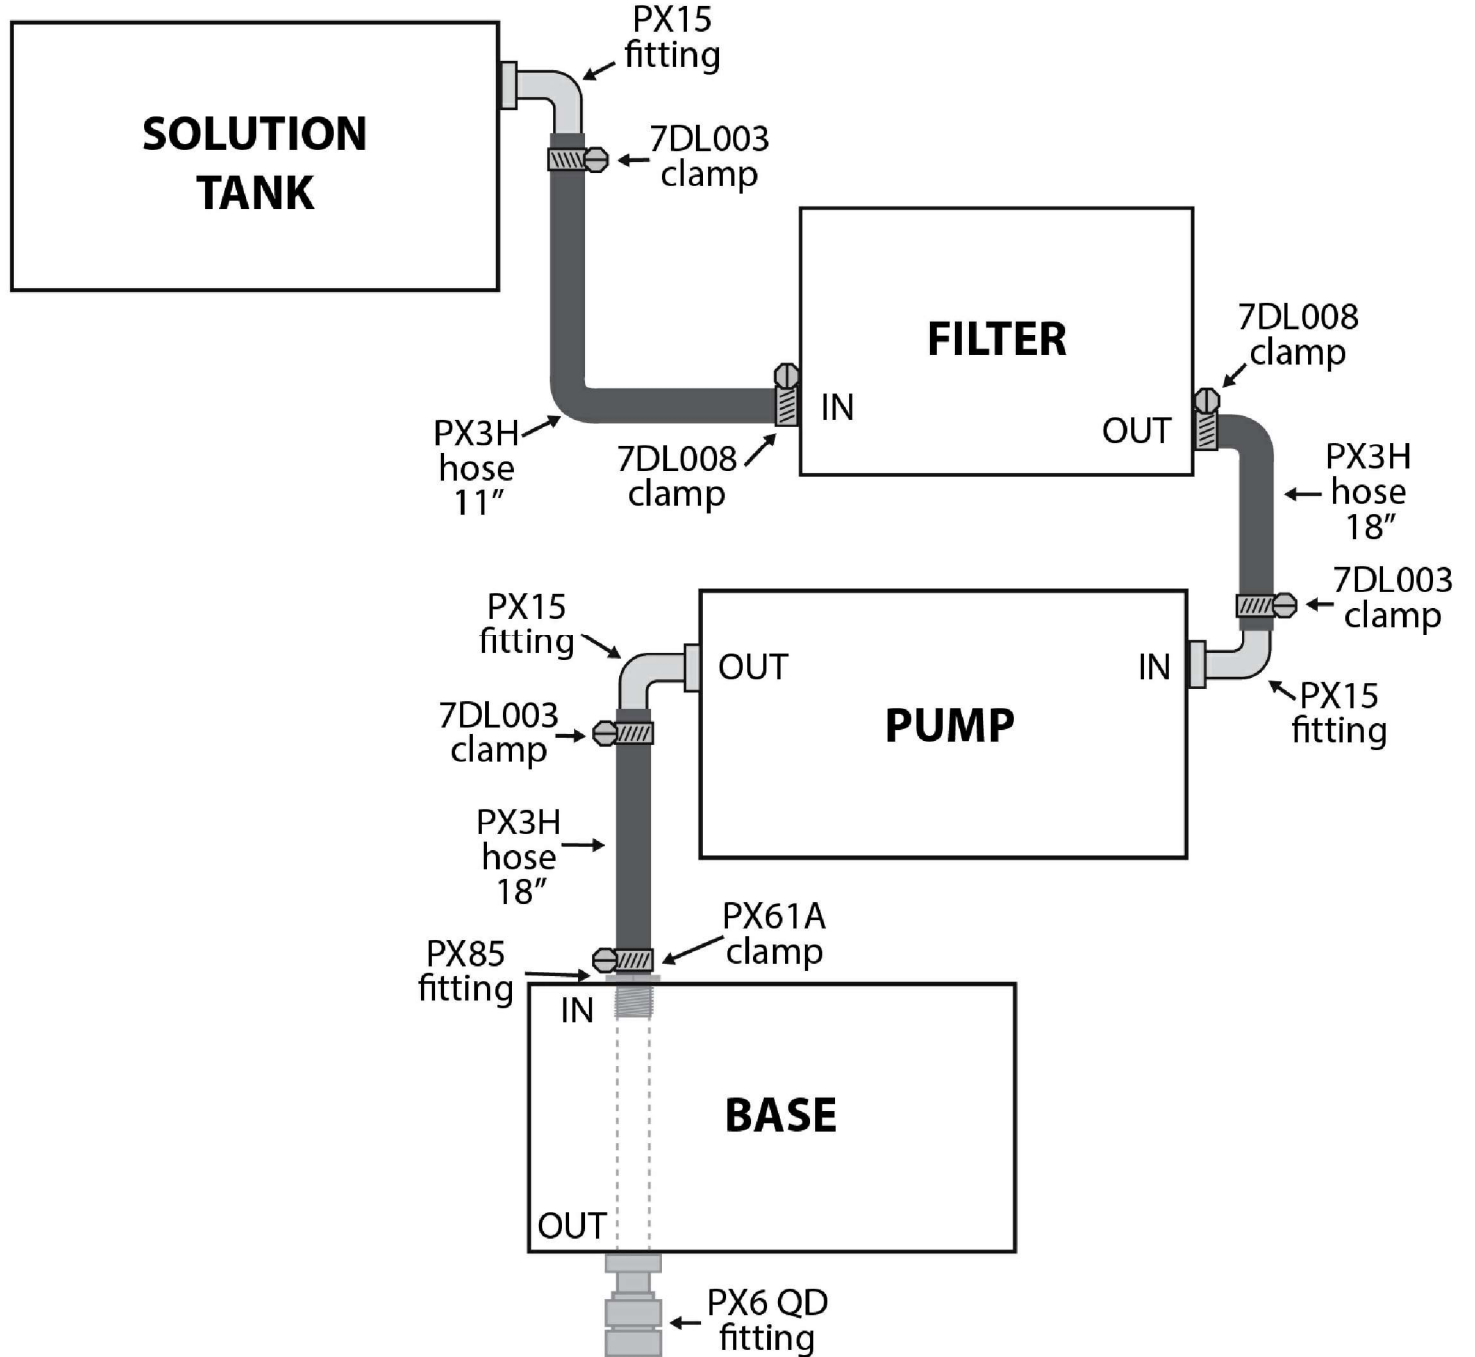 PX15
fitting
SOLUTION
TANK
7DL003
clamp
FILTER
IN
OUT
7DL008
clamp
PX3H
hose
11”
7DL008
clamp
PX3H
hose
18”
7DL003
clamp
PX15
fitting
OUT
IN
PUMP
PX15
fitting
7DL003
clamp
PX3H
hose
18”
PX61A
clamp
PX85
fitting
IN
BASE
OUT
PX6 QD
fitting